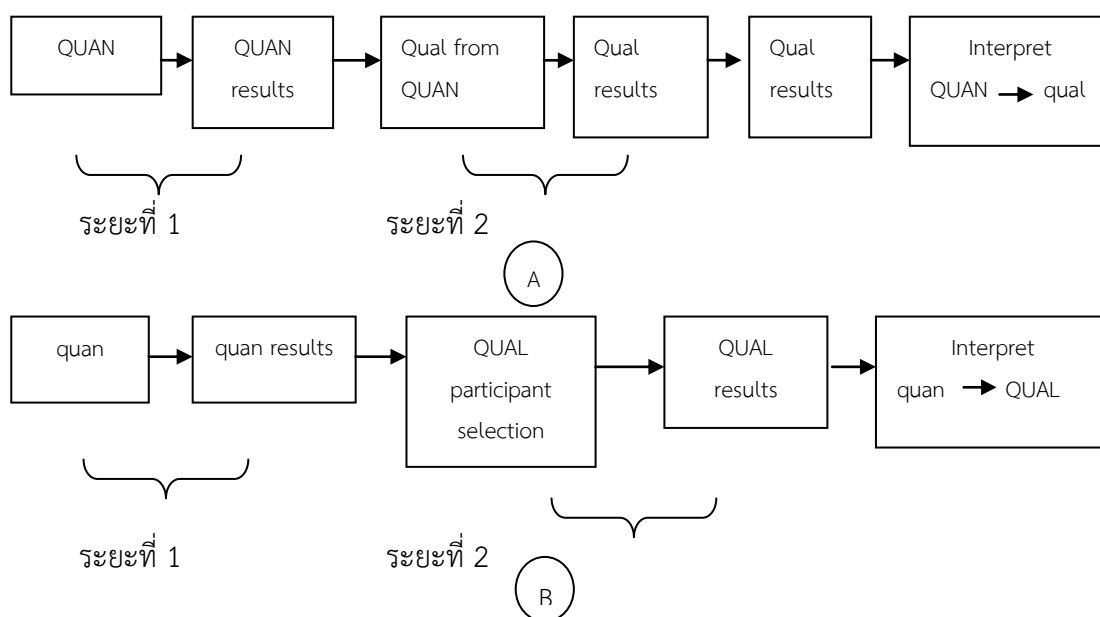 QUAN
QUAN
results
Qual from
QUAN
Qual
results
Qual
results
Interpret
QUAN qual
ระยะที่ 1
ระยะที่ 2
A
quan
quan results
QUAL
participant
selection
QUAL
results
Interpret
quan QUAL
ระยะที่ 1
ระยะที่ 2
B